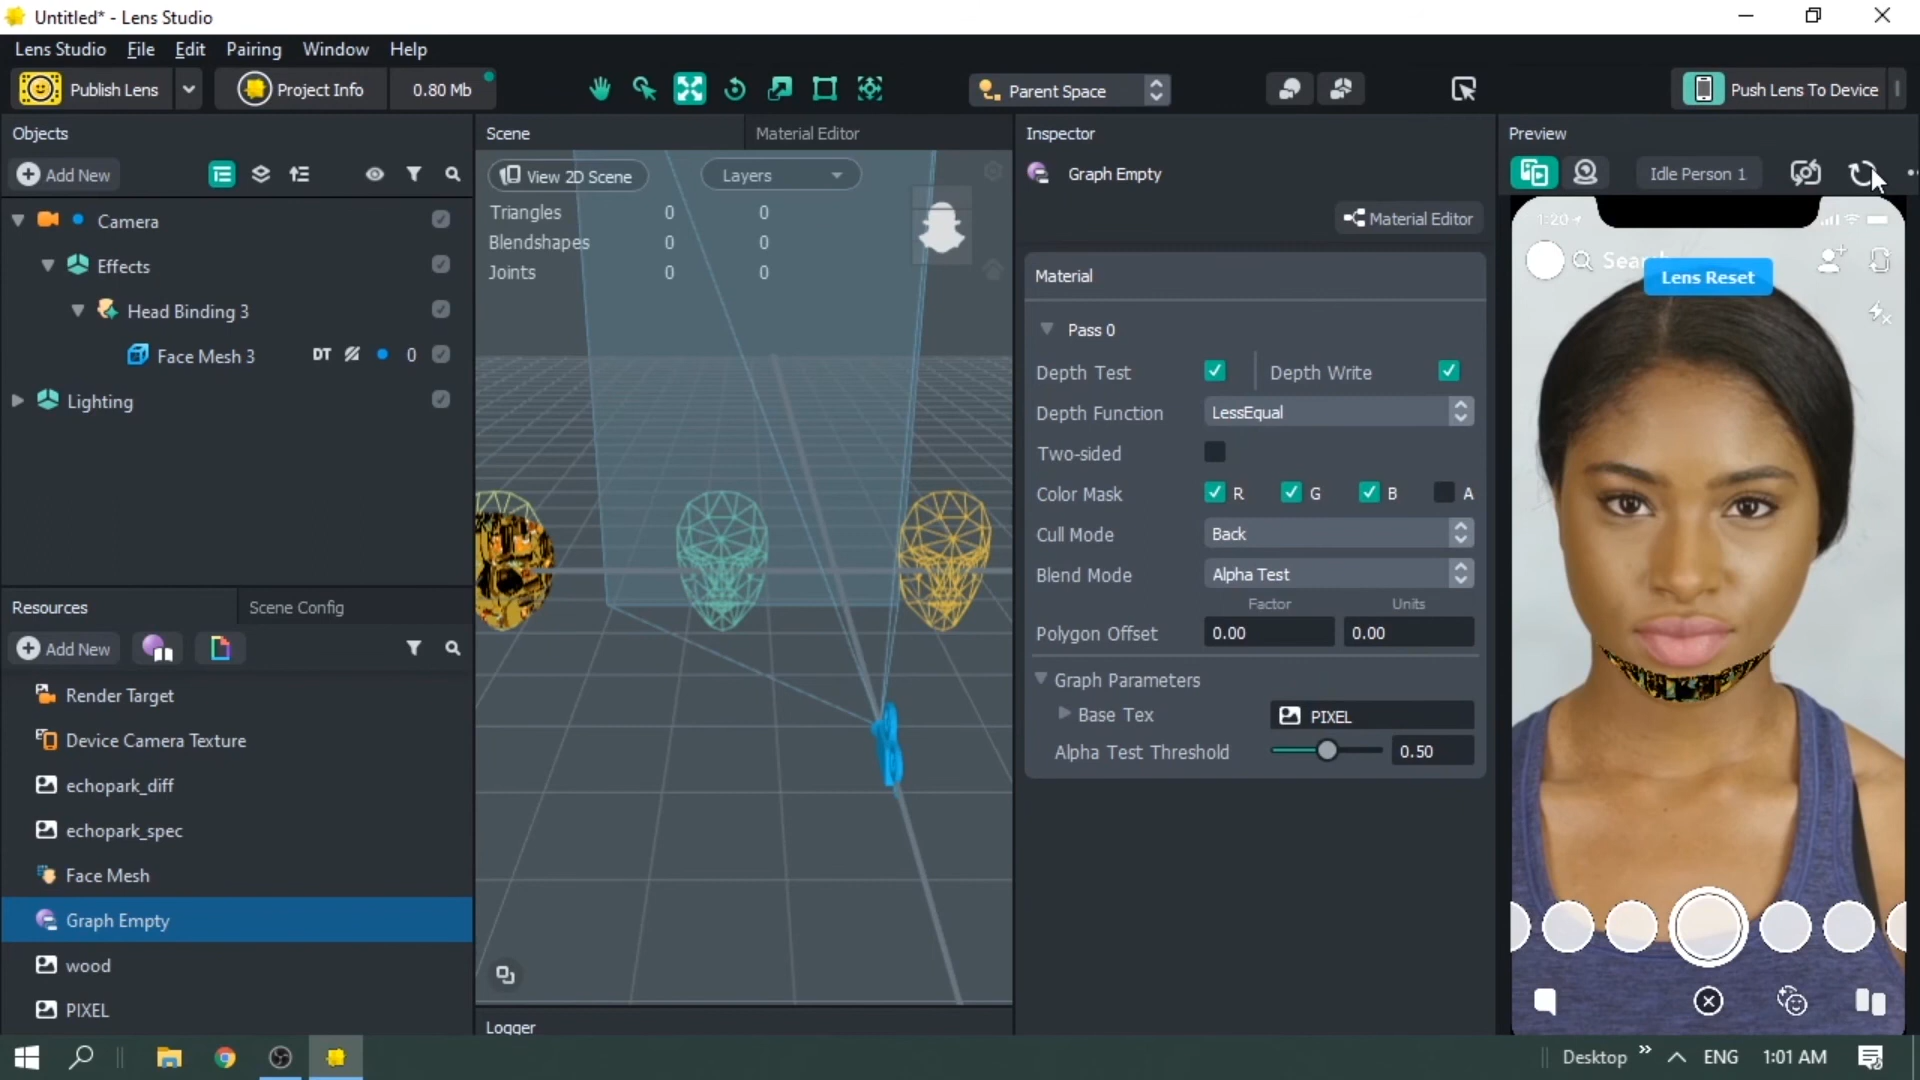 Untitled* - Lens Studio
Lens Studio File Edit Pairing Window Help
Publish Lens
Project Info
0.80 Mb
Parent Space
Push Lens To Device
Objects
Add New
Camera
Effects
Head Binding 3
Face Mesh 3 DT 0
Lighting
Resources
Scene Config
Add New
Render Target
Device Camera Texture
echopark_diff
echopark_spec
Face Mesh
Graph Empty
wood
PIXEL
Scene
Material Editor
View 2D Scene
Layers
Triangles 0 0
Blendshapes 0 0
Joints 0 0
Logger
Inspector
Graph Empty
Material Editor
Material
Pass 0
Depth Test
Depth Write
Depth Function LessEqual
Two-sided
Color Mask R G B A
Cull Mode Back
Blend Mode Alpha Test
Factor Units
Polygon Offset 0.00 0.00
Graph Parameters
Base Tex PIXEL
Alpha Test Threshold 0.50
Preview
Idle Person 1
1:20
Lens Reset
Desktop
ENG
1:01 AM